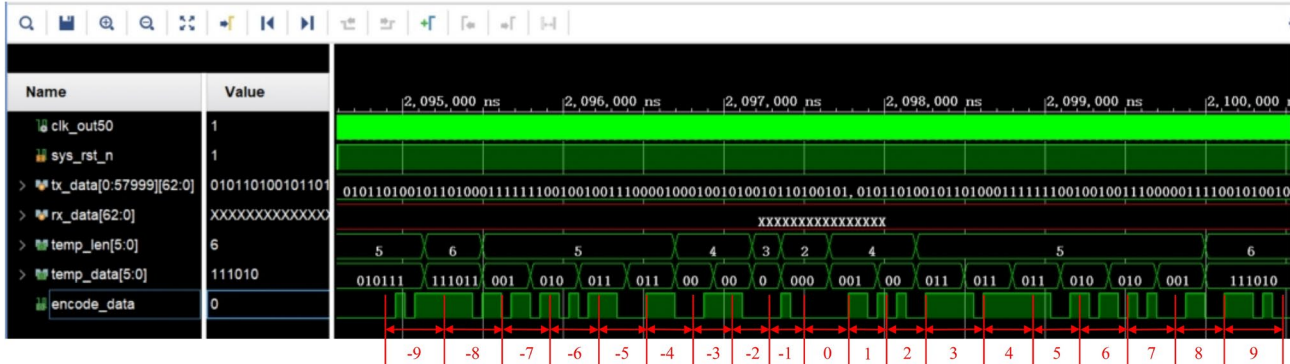 Name Value
2,095,000 ns 2,096,000 ns 2,097,000 ns 2,098,000 ns 2,099,000 ns 2,100,000
clk_out50 1
sys_rst_n 1
tx_data[0:57999][62:0] 010110100101101
rx_data[62:0] XXXXXXXXXXXXXX XXXXXXXXXXXXXXXX
temp_len[5:0] 6 5 6 5 4 3 2 4 5 6
temp_data[5:0] 111010 010111 111011 001 010 011 011 00 00 0 000 001 00 011 011 011 010 010 001 111010
encode_data 0
-9 -8 -7 -6 -5 -4 -3 -2 -1 0 1 2 3 4 5 6 7 8 9